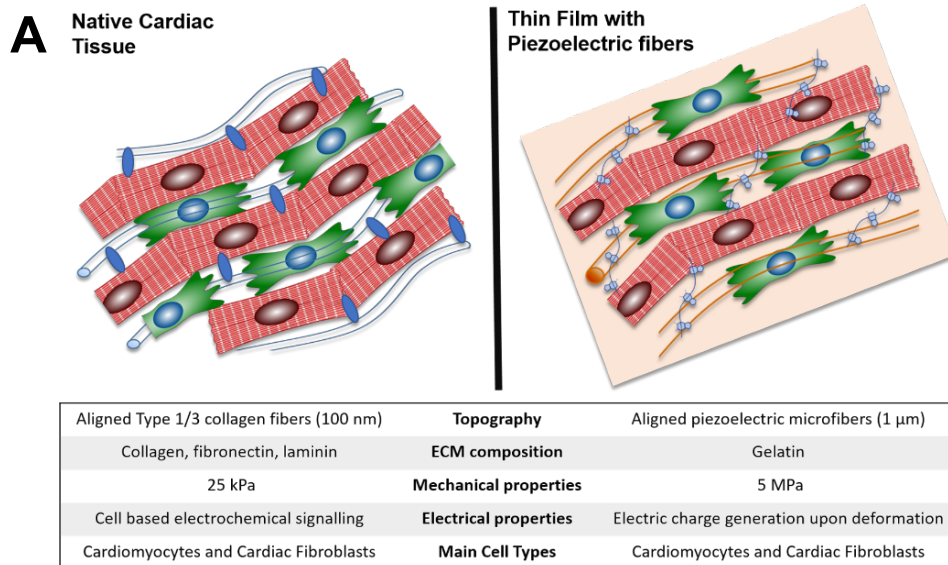 A
Native Cardiac
Tissue
Thin Film with
Piezoelectric fibers
Aligned Type 1/3 collagen fibers (100 nm) Topography Aligned piezoelectric microfibers (1 µm)
Collagen, fibronectin, laminin ECM composition Gelatin
25 kPa Mechanical properties 5 MPa
Cell based electrochemical signalling Electrical properties Electric charge generation upon deformation
Cardiomyocytes and Cardiac Fibroblasts Main Cell Types Cardiomyocytes and Cardiac Fibroblasts